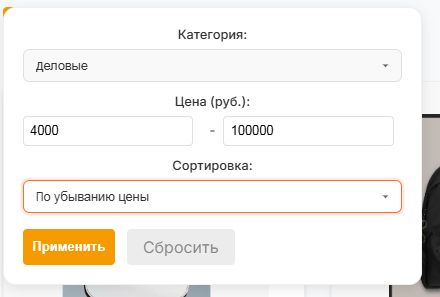 Категория:
Деловые
Цена (руб.):
4000 - 100000
Сортировка:
По убыванию цены
Применить Сбросить